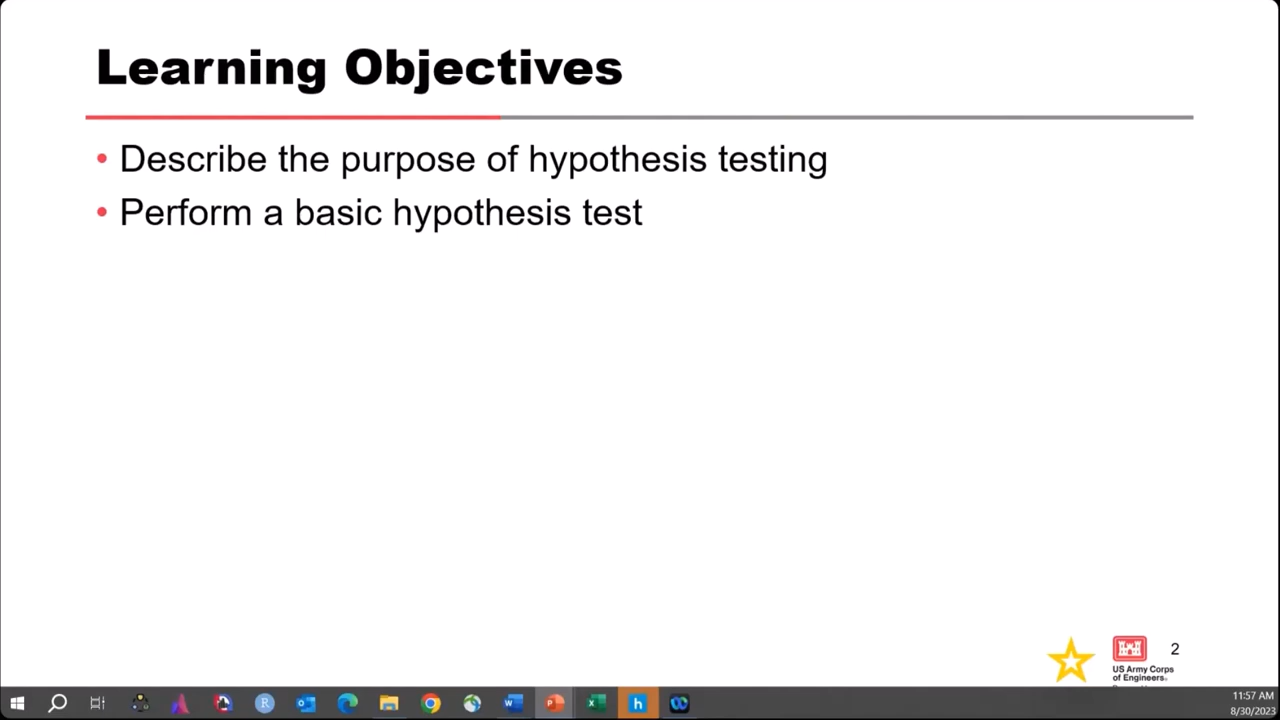 Learning Objectives
• Describe the purpose of hypothesis testing
• Perform a basic hypothesis test
2
US Army Corps
of Engineers®
11:57 AM
8/30/2023